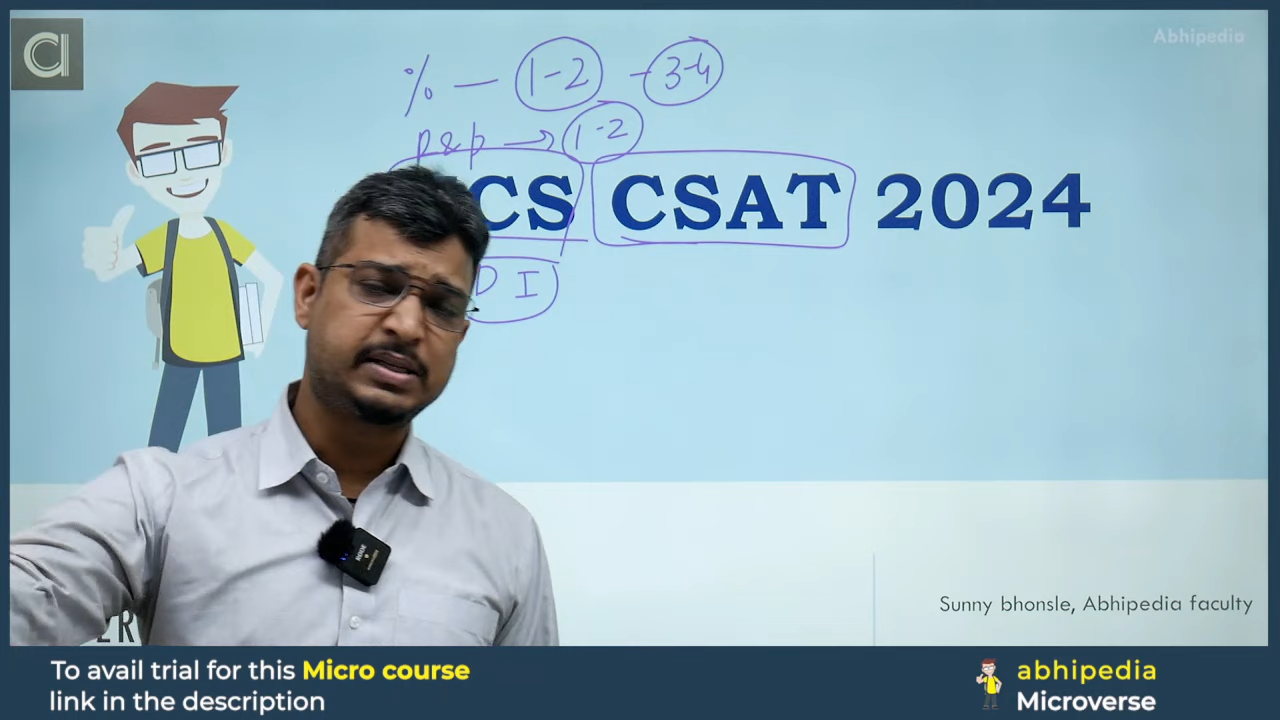 Abhipedia
% — 1-2 - 3-4
P&P → 1-2
CS CSAT 2024
D I
Sunny bhonsle, Abhipedia faculty
ER
To avail trial for this Micro course
link in the description
abhipedia
Microverse